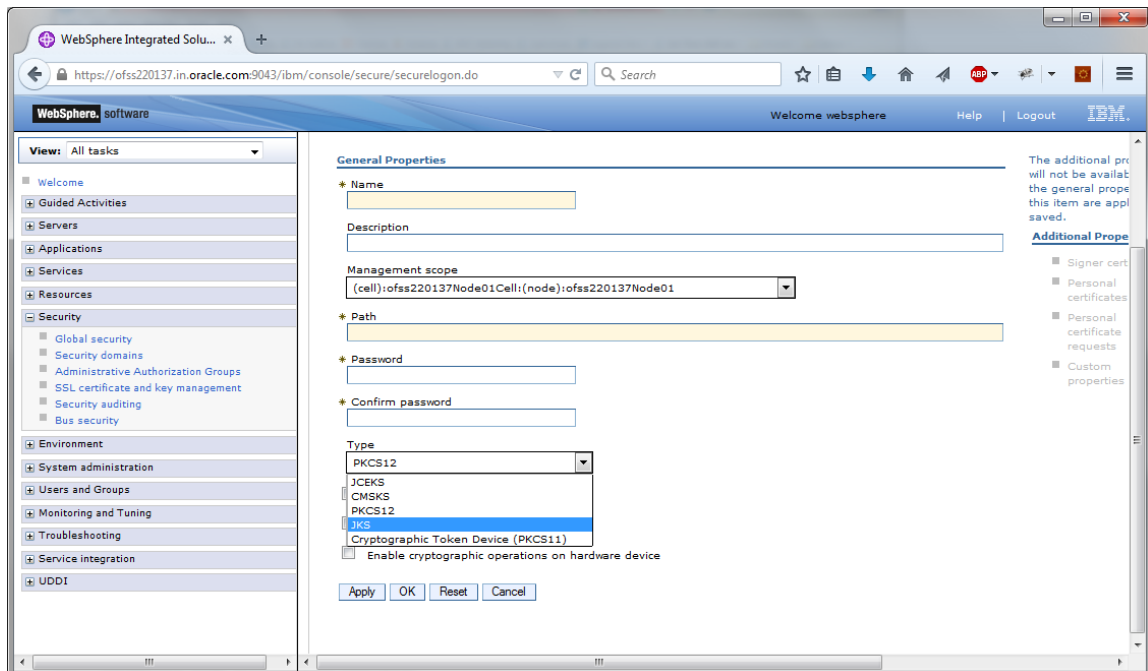 WebSphere Integrated Solu...
https://ofss220137.in.oracle.com:9043/ibm/console/secure/securelogon.do
Search
ABP
WebSphere. software
Welcome websphere
Help | Logout
IBM.
View: All tasks
Welcome
Guided Activities
Servers
Applications
Services
Resources
Security
Global security
Security domains
Administrative Authorization Groups
SSL certificate and key management
Security auditing
Bus security
Environment
System administration
Users and Groups
Monitoring and Tuning
Troubleshooting
Service integration
UDDI
General Properties
* Name
Description
Management scope
(cell):ofss220137Node01Cell:(node):ofss220137Node01
* Path
* Password
* Confirm password
Type
PKCS12
JCEKS
CMSKS
PKCS12
JKS
Cryptographic Token Device (PKCS11)
Enable cryptographic operations on hardware device
Apply
OK
Reset
Cancel
The additional pro
will not be availab
the general prope
this item are appl
saved.
Additional Prope
Signer cert
Personal
certificates
Personal
certificate
requests
Custom
properties